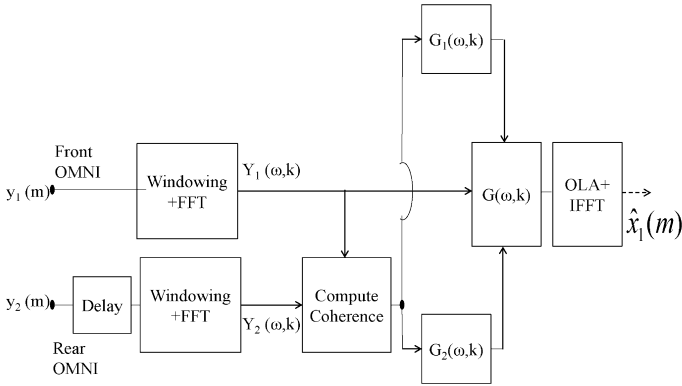 G₁(ω,k)
Front
OMNI
y₁ (m)
Windowing
+FFT
Y₁ (ω,k)
G(ω,k)
OLA+
IFFT
x̂₁(m)
y₂ (m)
Delay
Windowing
+FFT
Y₂ (ω,k)
Compute
Coherence
G₂(ω,k)
Rear
OMNI